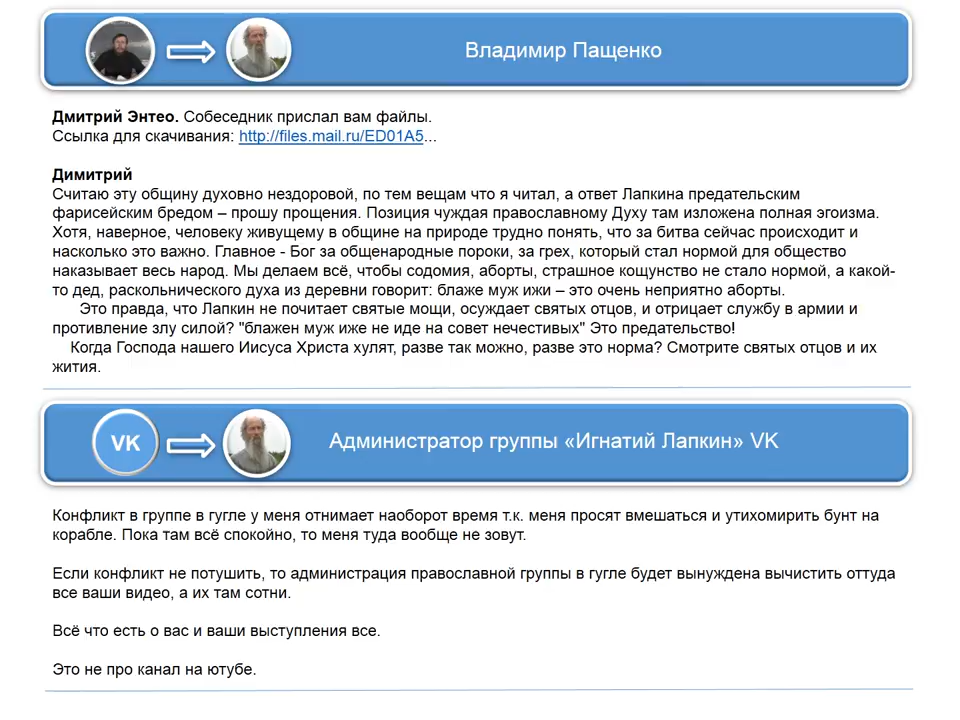 Владимир Пащенко
Дмитрий Энтео. Собеседник прислал вам файлы.
Ссылка для скачивания: http://files.mail.ru/ED01A5...
Димитрий
Считаю эту общину духовно нездоровой, по тем вещам что я читал, а ответ Лапкина предательским
фарисейским бредом – прошу прощения. Позиция чуждая православному Духу там изложена полная эгоизма.
Хотя, наверное, человеку живущему в общине на природе трудно понять, что за битва сейчас происходит и
насколько это важно. Главное - Бог за общенародные пороки, за грех, который стал нормой для общество
наказывает весь народ. Мы делаем всё, чтобы содомия, аборты, страшное кощунство не стало нормой, а какой-
то дед, раскольнического духа из деревни говорит: блаже муж ижи – это очень неприятно аборты.
Это правда, что Лапкин не почитает святые мощи, осуждает святых отцов, и отрицает службу в армии и
противление злу силой? "блажен муж иже не иде на совет нечестивых" Это предательство!
Когда Господа нашего Иисуса Христа хулят, разве так можно, разве это норма? Смотрите святых отцов и их
жития.
VK
Администратор группы «Игнатий Лапкин» VK
Конфликт в группе в гугле у меня отнимает наоборот время т.к. меня просят вмешаться и утихомирить бунт на
корабле. Пока там всё спокойно, то меня туда вообще не зовут.
Если конфликт не потушить, то администрация православной группы в гугле будет вынуждена вычистить оттуда
все ваши видео, а их там сотни.
Всё что есть о вас и ваши выступления все.
Это не про канал на ютубе.